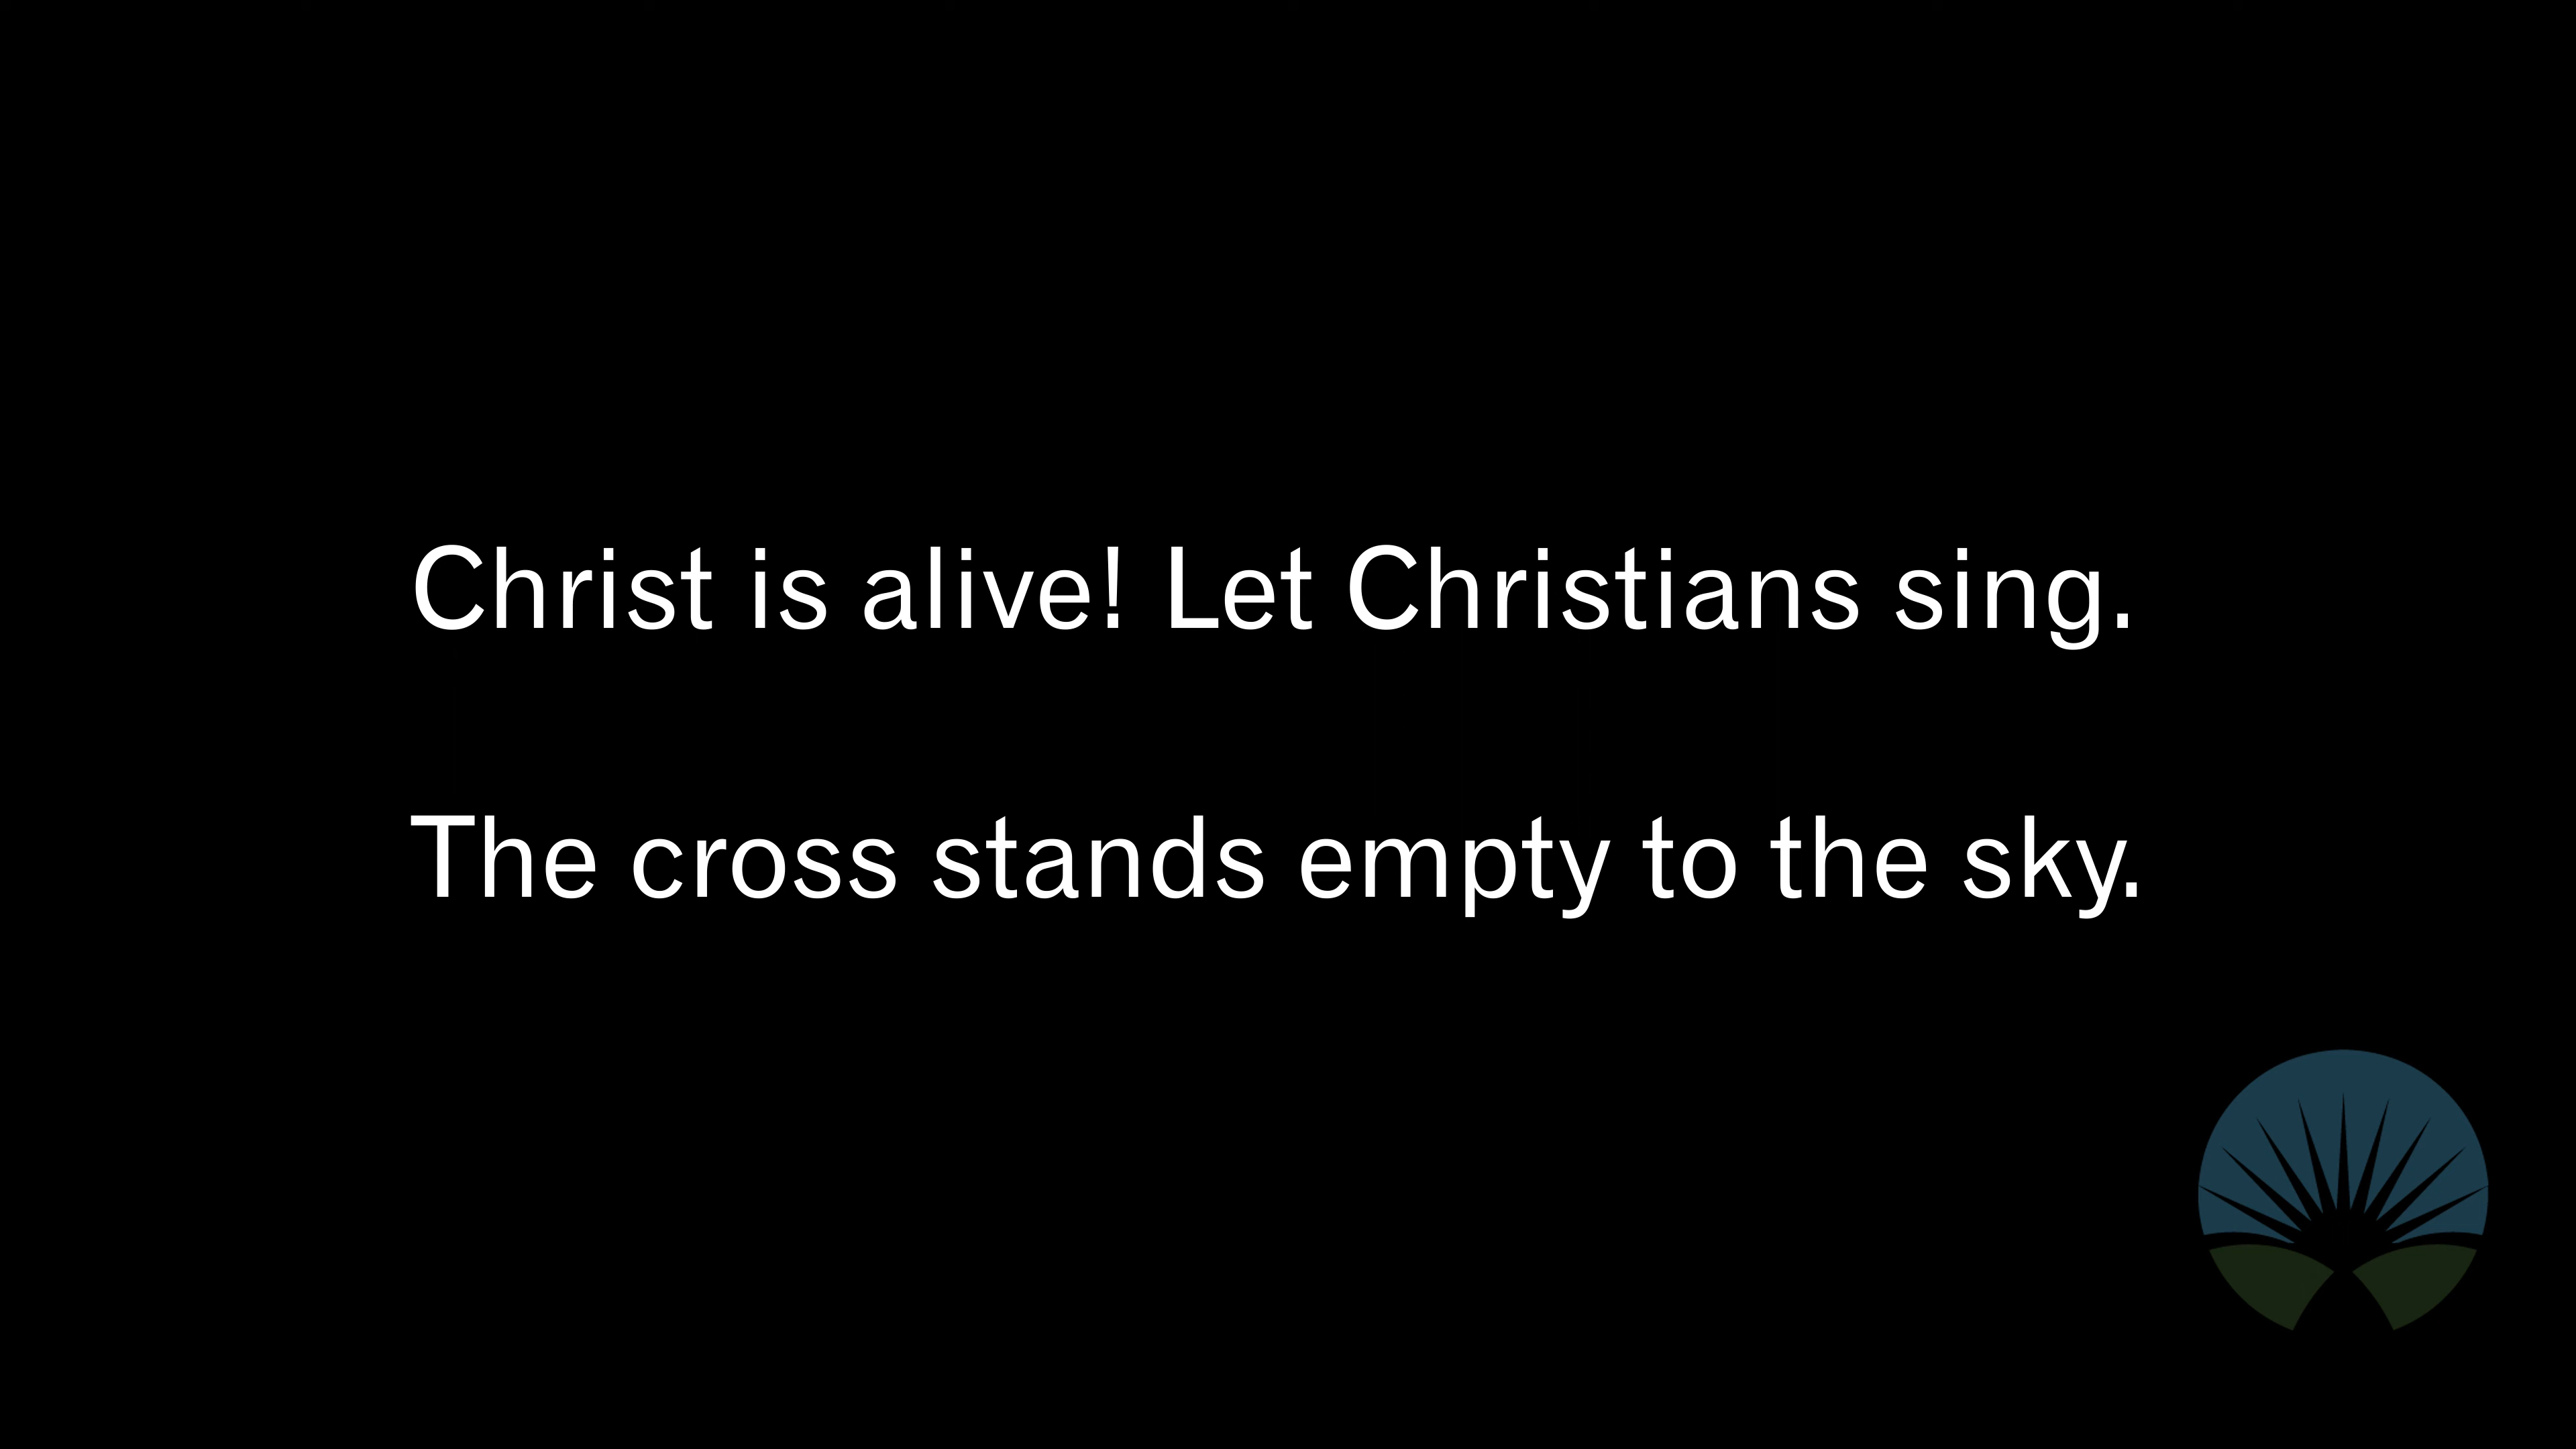 Christ is alive! Let Christians sing.
The cross stands empty to the sky.